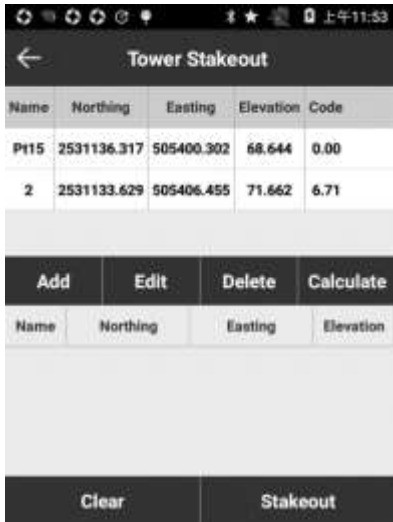 上午11:53
Tower Stakeout
Name Northing Easting Elevation Code
Pt15 2531136.317 505400.302 68.644 0.00
2 2531133.629 505406.455 71.662 6.71
Add Edit Delete Calculate
Name Northing Easting Elevation
Clear Stakeout